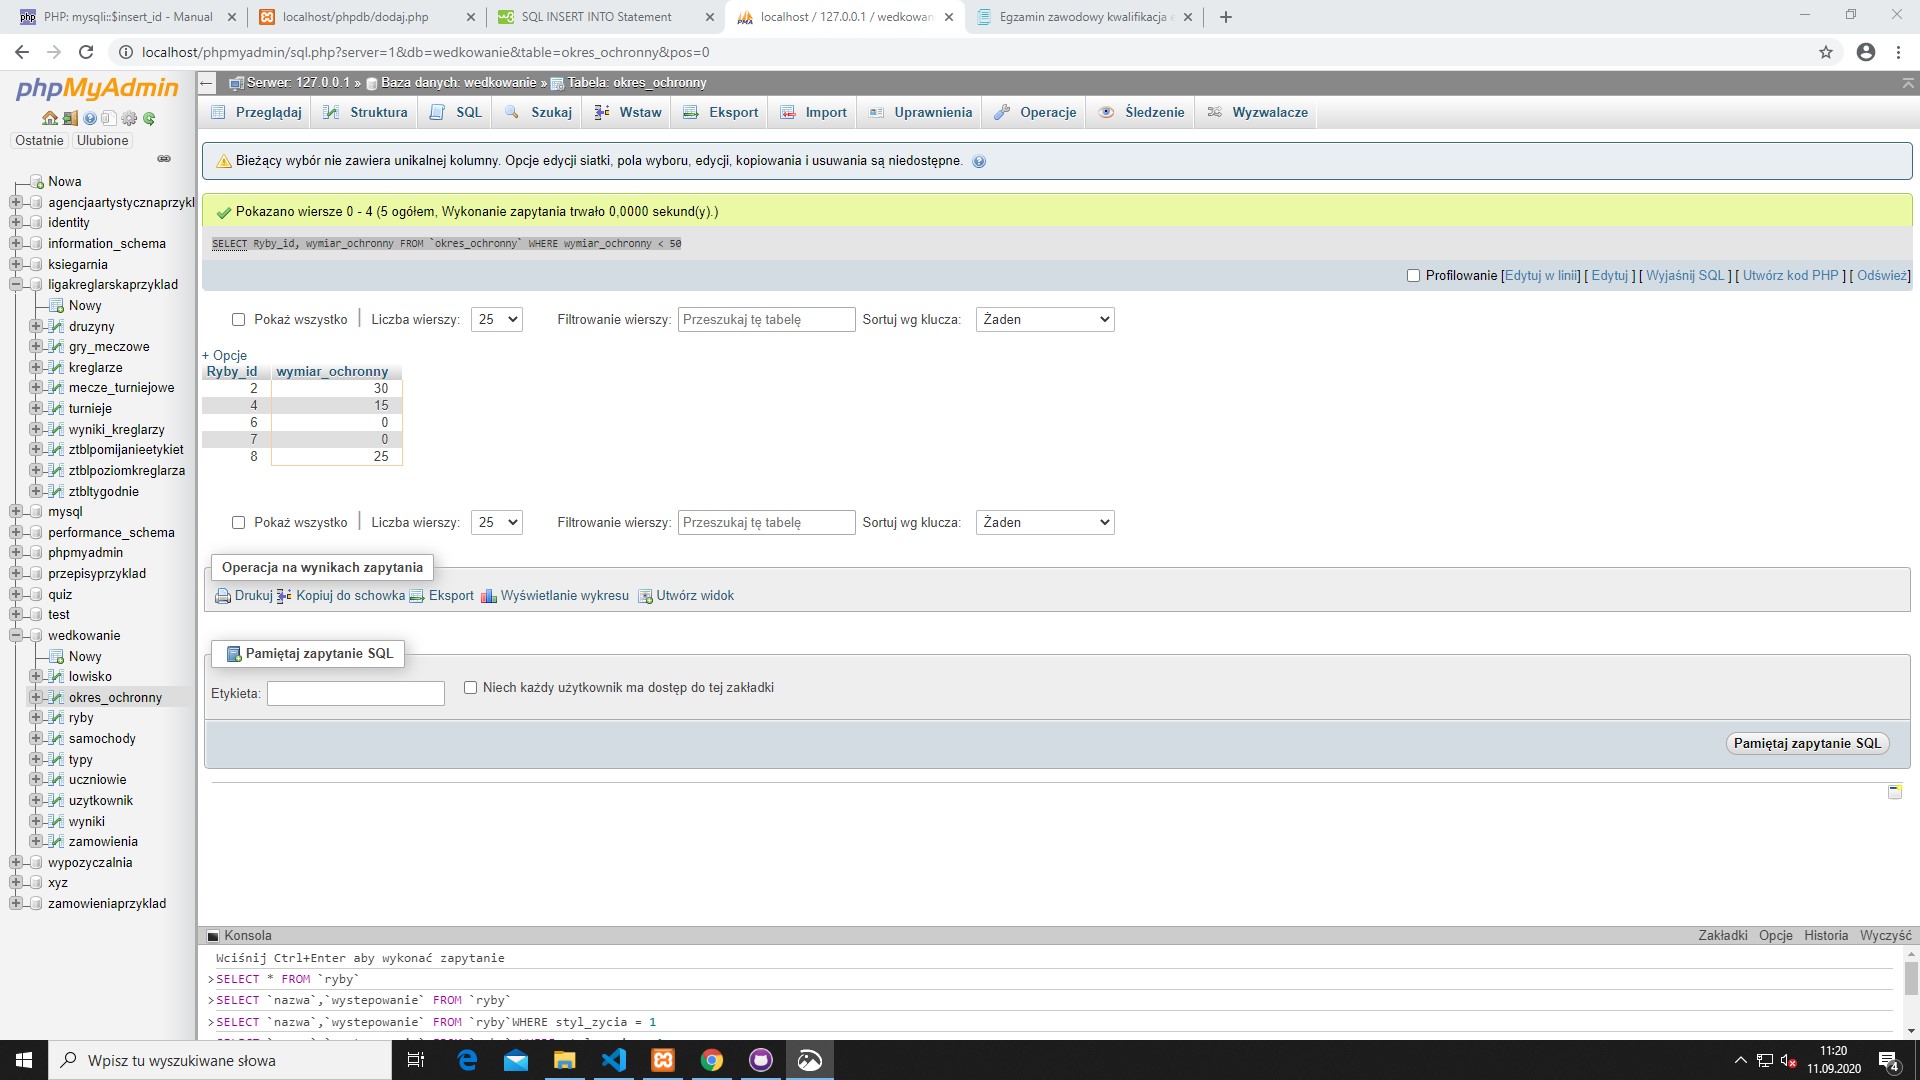 PHP: mysqli::$insert_id - Manual
localhost/phpdb/dodaj.php
SQL INSERT INTO Statement
localhost / 127.0.0.1 / wedkowan
Egzamin zawodowy kwalifikacja
localhost/phpmyadmin/sql.php?server=1&db=wedkowanie&table=okres_ochronny&pos=0
phpMyAdmin
Ostatnie Ulubione
Nowa
agencjaartystycznaprzykl
identity
information_schema
ksiegarnia
ligakreglarskaprzyklad
Nowy
druzyny
gry_meczowe
kreglarze
mecze_turniejowe
turnieje
wyniki_kreglarzy
ztblpomijanieetykiet
ztblpoziomkreglarza
ztbltygodnie
mysql
performance_schema
phpmyadmin
przepisyprzyklad
quiz
test
wedkowanie
Nowy
lowisko
okres_ochronny
ryby
samochody
typy
uczniowie
uzytkownik
wyniki
zamowienia
wypozyczalnia
xyz
zamowieniaprzyklad
Serwer: 127.0.0.1 » Baza danych: wedkowanie » Tabela: okres_ochronny
Przeglądaj Struktura SQL Szukaj Wstaw Eksport Import Uprawnienia Operacje Śledzenie Wyzwalacze
Bieżący wybór nie zawiera unikalnej kolumny. Opcje edycji siatki, pola wyboru, edycji, kopiowania i usuwania są niedostępne.
Pokazano wiersze 0 - 4 (5 ogółem, Wykonanie zapytania trwało 0,0000 sekund(y).)
SELECT Ryby_id, wymiar_ochronny FROM `okres_ochronny` WHERE wymiar_ochronny < 50
Profilowanie [Edytuj w linii] [ Edytuj ] [ Wyjaśnij SQL ] [ Utwórz kod PHP ] [ Odśwież]
Pokaż wszystko | Liczba wierszy: 25 Filtrowanie wierszy: Przeszukaj tę tabelę Sortuj wg klucza: Żaden
+ Opcje
Ryby_id wymiar_ochronny
2 30
4 15
6 0
7 0
8 25
Pokaż wszystko | Liczba wierszy: 25 Filtrowanie wierszy: Przeszukaj tę tabelę Sortuj wg klucza: Żaden
Operacja na wynikach zapytania
Drukuj Kopiuj do schowka Eksport Wyświetlanie wykresu Utwórz widok
Pamiętaj zapytanie SQL
Etykieta: Niech każdy użytkownik ma dostęp do tej zakładki
Pamiętaj zapytanie SQL
Konsola Zakładki Opcje Historia Wyczyść
Wciśnij Ctrl+Enter aby wykonać zapytanie
>SELECT * FROM `ryby`
>SELECT `nazwa`,`wystepowanie` FROM `ryby`
>SELECT `nazwa`,`wystepowanie` FROM `ryby`WHERE styl_zycia = 1
Wpisz tu wyszukiwane słowa
11:20
11.09.2020
4